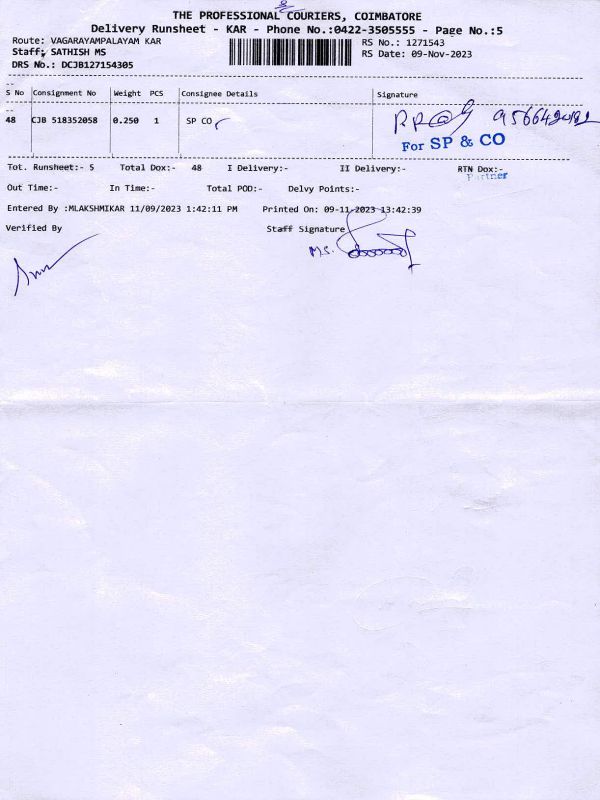 THE PROFESSIONAL COURIERS, COIMBATORE
Delivery Runsheet - KAR - Phone No.:0422-3505555 - Page No.:5
Route: VAGARAYAMPALAYAM KAR RS No.: 1271543
Staff: SATHISH MS RS Date: 09-Nov-2023
DRS No.: DCJB127154305
S No Consignment No Weight PCS Consignee Details Signature
48 CJB 518352058 0.250 1 SP CO
For SP & CO
Tot. Runsheet:- 5 Total Dox:- 48 I Delivery:- II Delivery:- RTN Dox:-
Partner
Out Time:- In Time:- Total POD:- Delvy Points:-
Entered By :MLAKSHMIKAR 11/09/2023 1:42:11 PM Printed On: 09-11-2023 13:42:39
Verified By Staff Signature
M.S.